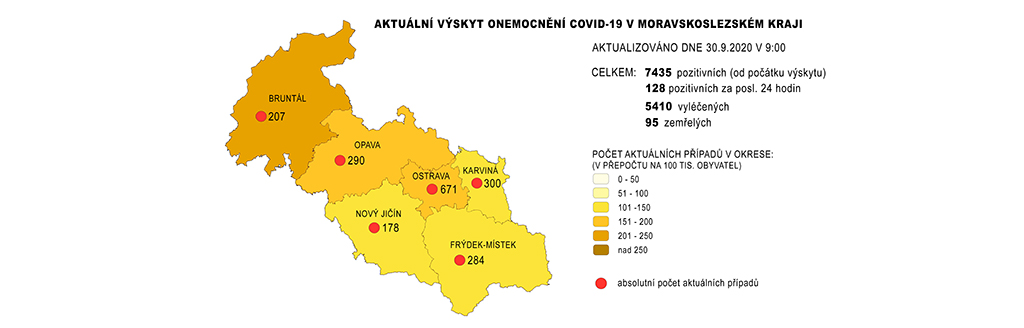 AKTUÁLNÍ VÝSKYT ONEMOCNĚNÍ COVID-19 V MORAVSKOSLEZSKÉM KRAJI
AKTUALIZOVÁNO DNE 30.9.2020 V 9:00
CELKEM: 7435 pozitivních (od počátku výskytu)
128 pozitivních za posl. 24 hodin
5410 vyléčených
95 zemřelých
BRUNTÁL
207
OPAVA
290
OSTRAVA
671
KARVINÁ
300
NOVÝ JIČÍN
178
FRÝDEK-MÍSTEK
284
POČET AKTUÁLNÍCH PŘÍPADŮ V OKRESE:
(V PŘEPOČTU NA 100 TIS. OBYVATEL)
0 - 50
51 - 100
101 -150
151 - 200
201 - 250
nad 250
absolutní počet aktuálních případů